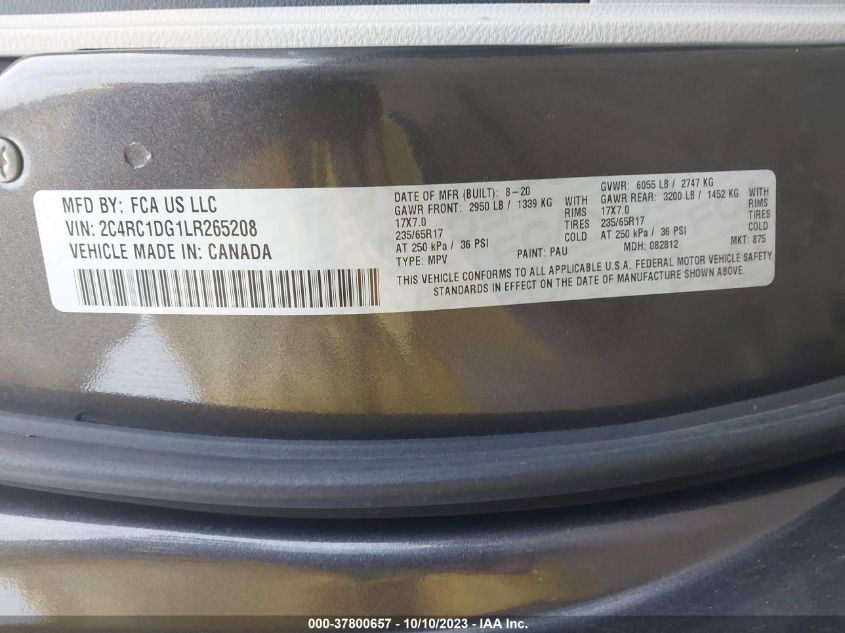 MFD BY: FCA US LLC
VIN: 2C4RC1DG1LR265208
VEHICLE MADE IN: CANADA
DATE OF MFR (BUILT): 8-20
GAWR FRONT: 2950 LB / 1339 KG WITH
17X7.0 RIMS
235/65R17 TIRES
AT 250 kPa / 36 PSI COLD
TYPE: MPV
PAINT: PAU
GVWR: 6055 LB / 2747 KG
GAWR REAR: 3200 LB / 1452 KG WITH
17X7.0 RIMS
235/65R17 TIRES
AT 250 kPa / 36 PSI COLD
MDH: 082812 MKT: 875
THIS VEHICLE CONFORMS TO ALL APPLICABLE U.S.A. FEDERAL MOTOR VEHICLE SAFETY
STANDARDS IN EFFECT ON THE DATE OF MANUFACTURE SHOWN ABOVE.
000-37800657 - 10/10/2023 - IAA Inc.